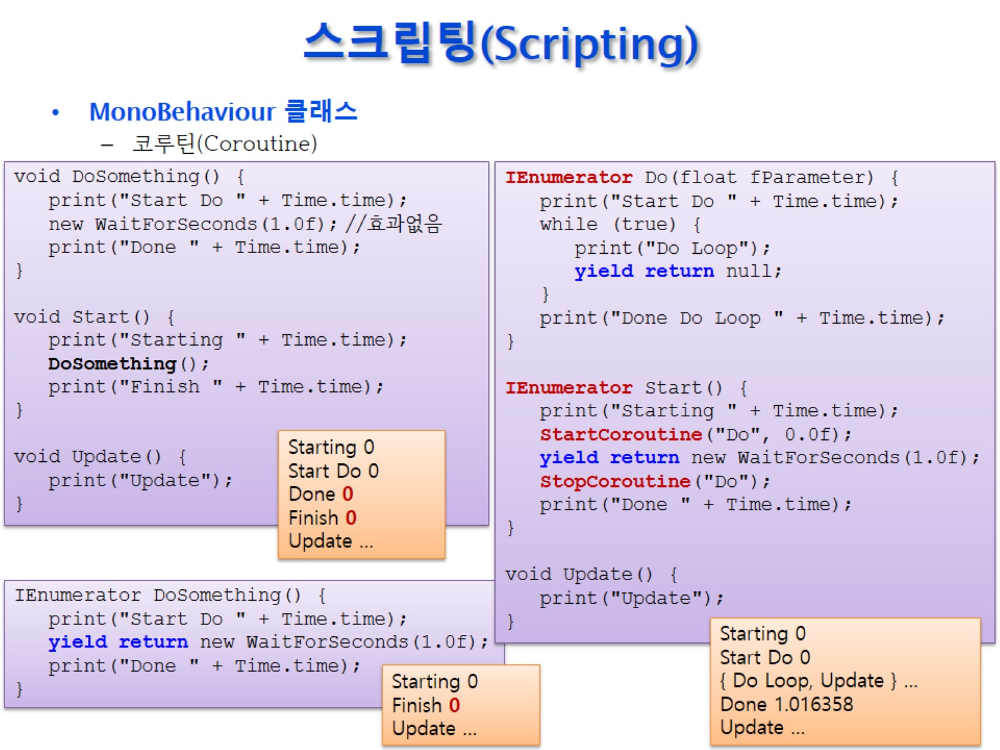 스크립팅(Scripting)
• MonoBehaviour 클래스
– 코루틴(Coroutine)
void DoSomething() {
print("Start Do " + Time.time);
new WaitForSeconds(1.0f); //효과없음
print("Done " + Time.time);
}
void Start() {
print("Starting " + Time.time);
DoSomething();
print("Finish " + Time.time);
}
void Update() {
print("Update");
}
Starting 0
Start Do 0
Done 0
Finish 0
Update ...
IEnumerator DoSomething() {
print("Start Do " + Time.time);
yield return new WaitForSeconds(1.0f);
print("Done " + Time.time);
}
Starting 0
Finish 0
Update ...
IEnumerator Do(float fParameter) {
print("Start Do " + Time.time);
while (true) {
print("Do Loop");
yield return null;
}
print("Done Do Loop " + Time.time);
}
IEnumerator Start() {
print("Starting " + Time.time);
StartCoroutine("Do", 0.0f);
yield return new WaitForSeconds(1.0f);
StopCoroutine("Do");
print("Done " + Time.time);
}
void Update() {
print("Update");
}
Starting 0
Start Do 0
{ Do Loop, Update } ...
Done 1.016358
Update ...